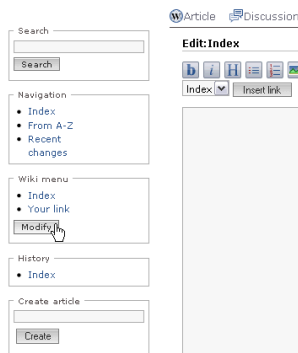 Article Discussion
Search
Search
Edit:Index
b i H
Index Insert link
Navigation
Index
From A-Z
Recent
changes
Wiki menu
Index
Your link
Modify
History
Index
Create article
Create